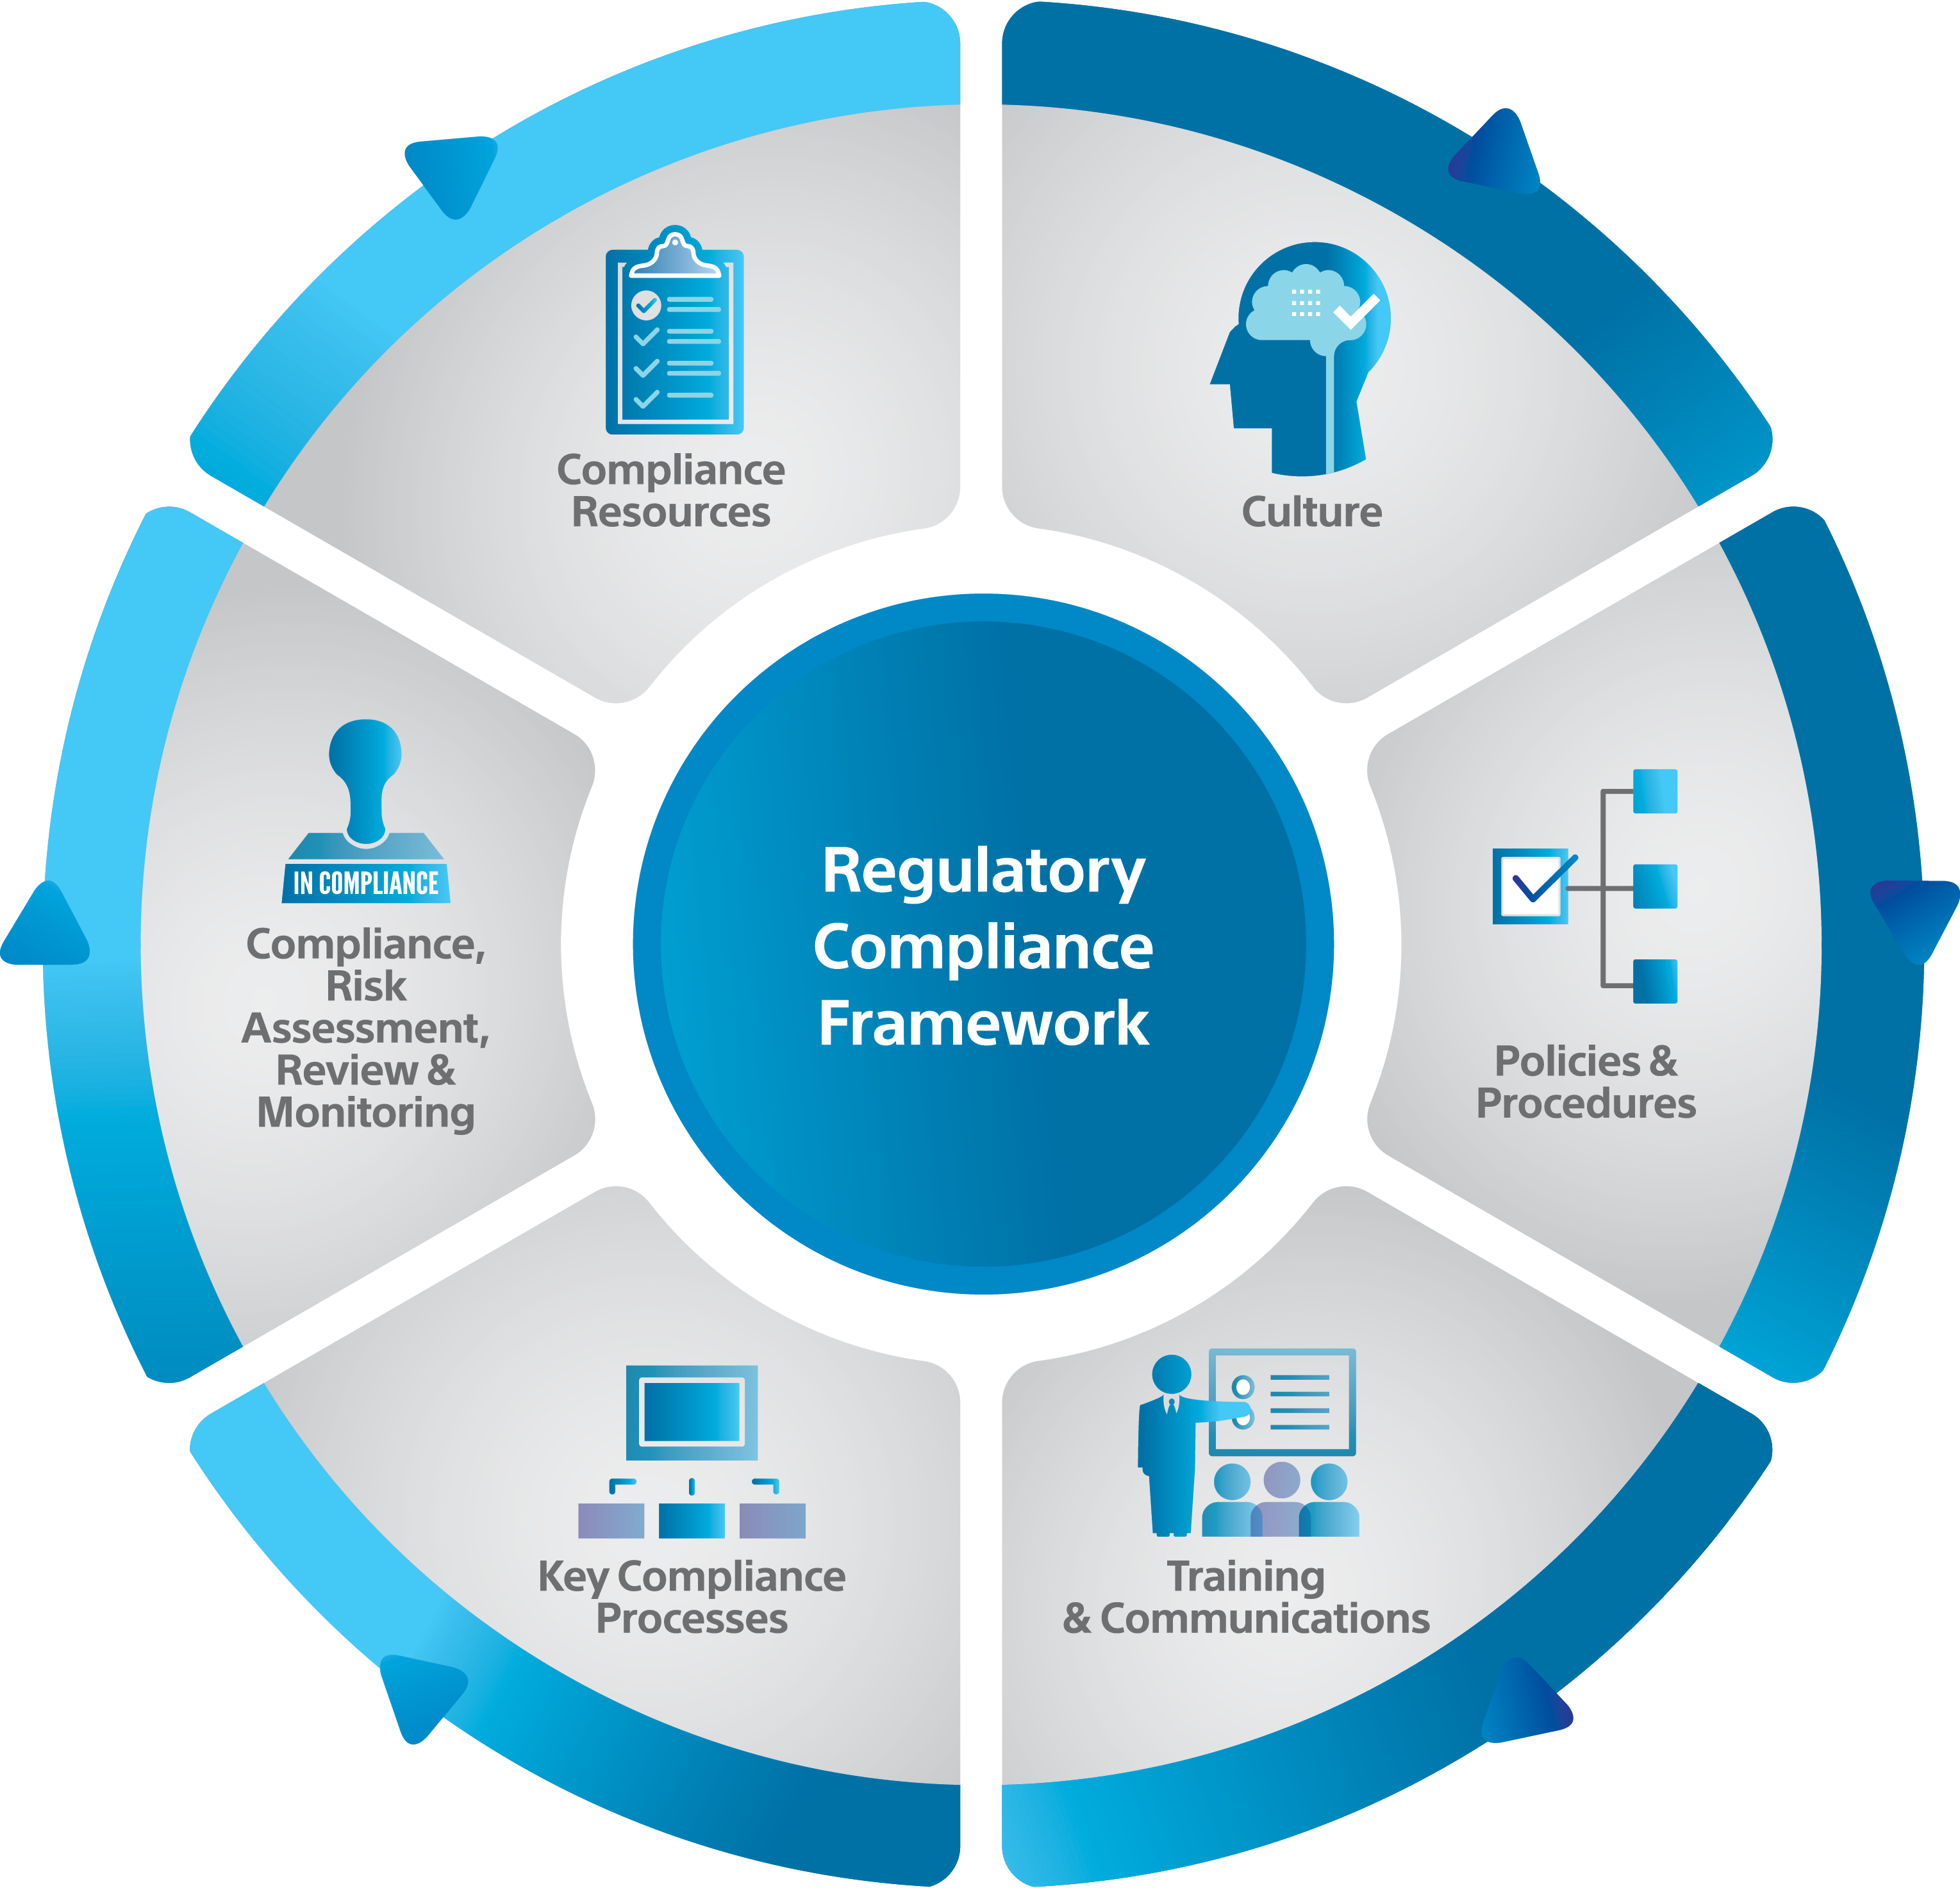 Compliance
Resources
Culture
IN COMPLIANCE
Compliance,
Risk
Assessment,
Review &
Monitoring
Regulatory
Compliance
Framework
Policies &
Procedures
Key Compliance
Processes
Training
& Communications